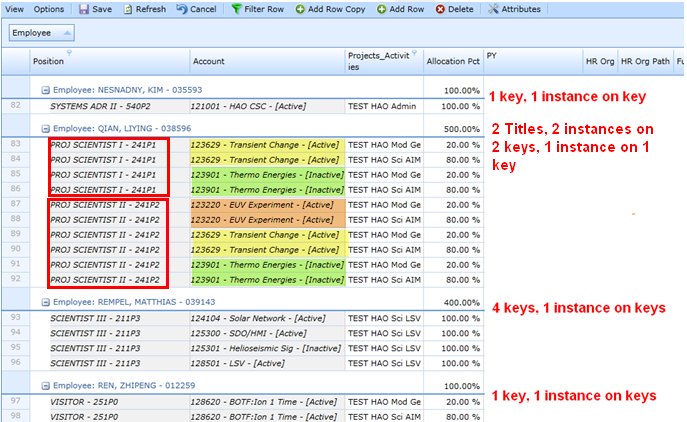 View Options Save Refresh Cancel Filter Row Add Row Copy Add Row Delete Attributes
Employee
Position Account Projects_Activities Allocation Pct PY HR Org HR Org Path Fu
Employee: NESNADNY, KIM - 035593 100.00%
82 SYSTEMS ADR II - 540P2 121001 - HAO CSC - [Active] TEST HAO Admin 100.00 %
1 key, 1 instance on key
Employee: QIAN, LIYING - 038596 500.00%
83 PROJ SCIENTIST I - 241P1 123629 - Transient Change - [Active] TEST HAO Mod Ge 20.00 %
84 PROJ SCIENTIST I - 241P1 123629 - Transient Change - [Active] TEST HAO Sci AIM 80.00 %
85 PROJ SCIENTIST I - 241P1 123901 - Thermo Energies - [Inactive] TEST HAO Mod Ge 20.00 %
86 PROJ SCIENTIST I - 241P1 123901 - Thermo Energies - [Inactive] TEST HAO Sci AIM 80.00 %
2 Titles, 2 instances on
2 keys, 1 instance on 1
key
87 PROJ SCIENTIST II - 241P2 123220 - EUV Experiment - [Active] TEST HAO Mod Ge 20.00 %
88 PROJ SCIENTIST II - 241P2 123220 - EUV Experiment - [Active] TEST HAO Sci AIM 80.00 %
89 PROJ SCIENTIST II - 241P2 123629 - Transient Change - [Active] TEST HAO Mod Ge 20.00 %
90 PROJ SCIENTIST II - 241P2 123629 - Transient Change - [Active] TEST HAO Sci AIM 80.00 %
91 PROJ SCIENTIST II - 241P2 123901 - Thermo Energies - [Inactive] TEST HAO Mod Ge 20.00 %
92 PROJ SCIENTIST II - 241P2 123901 - Thermo Energies - [Inactive] TEST HAO Sci AIM 80.00 %
Employee: REMPEL, MATTHIAS - 039143 400.00%
4 keys, 1 instance on keys
93 SCIENTIST III - 211P3 124104 - Solar Network - [Active] TEST HAO Sci LSV 100.00 %
94 SCIENTIST III - 211P3 125300 - SDO/HMI - [Active] TEST HAO Sci LSV 100.00 %
95 SCIENTIST III - 211P3 125301 - Helioseismic Sig - [Inactive] TEST HAO Sci LSV 100.00 %
96 SCIENTIST III - 211P3 128501 - LSV - [Active] TEST HAO Sci LSV 100.00 %
Employee: REN, ZHIPENG - 012259 100.00%
1 key, 1 instance on keys
97 VISITOR - 251P0 128620 - BOTF:Ion 1 Time - [Active] TEST HAO Mod Ge 20.00 %
98 VISITOR - 251P0 128620 - BOTF:Ion 1 Time - [Active] TEST HAO Sci AIM 80.00 %